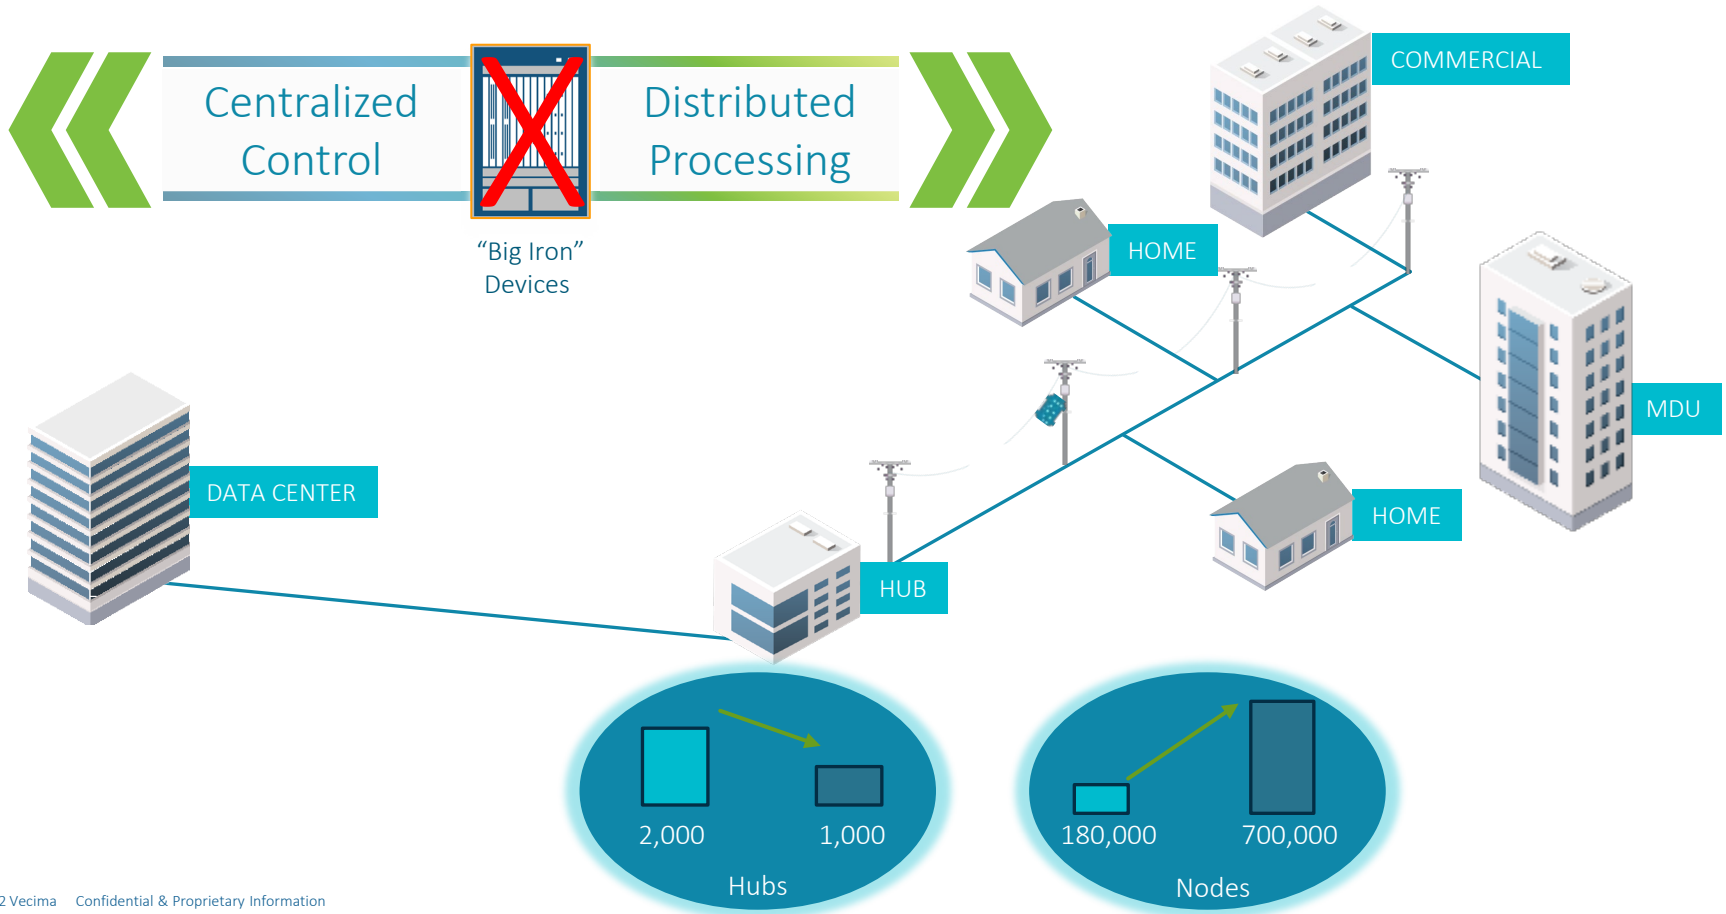 Centralized
Control
Distributed
Processing
“Big Iron”
Devices
COMMERCIAL
HOME
MDU
DATA CENTER
HOME
HUB
2,000
1,000
Hubs
180,000
700,000
Nodes
2 Vecima Confidential & Proprietary Information